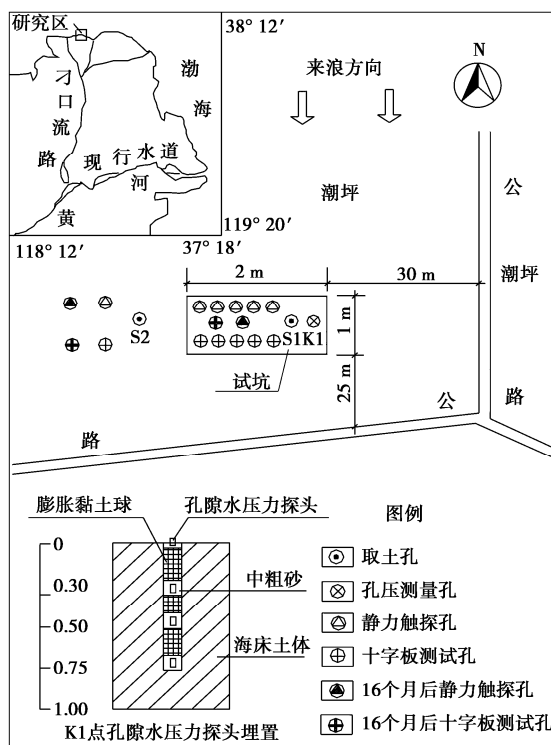 研究区
38° 12′
渤海
刁口流路
现行水道
黄河
119° 20′
118° 12′
37° 18′
来浪方向
N
潮坪
公路
潮坪
2 m
30 m
1 m
25 m
S2
S1K1
试坑
公路
膨胀黏土球
孔隙水压力探头
中粗砂
海床土体
0
0.30
0.50
0.75
1.00
K1点孔隙水压力探头埋置
图例
取土孔
孔压测量孔
静力触探孔
十字板测试孔
16个月后静力触探孔
16个月后十字板测试孔